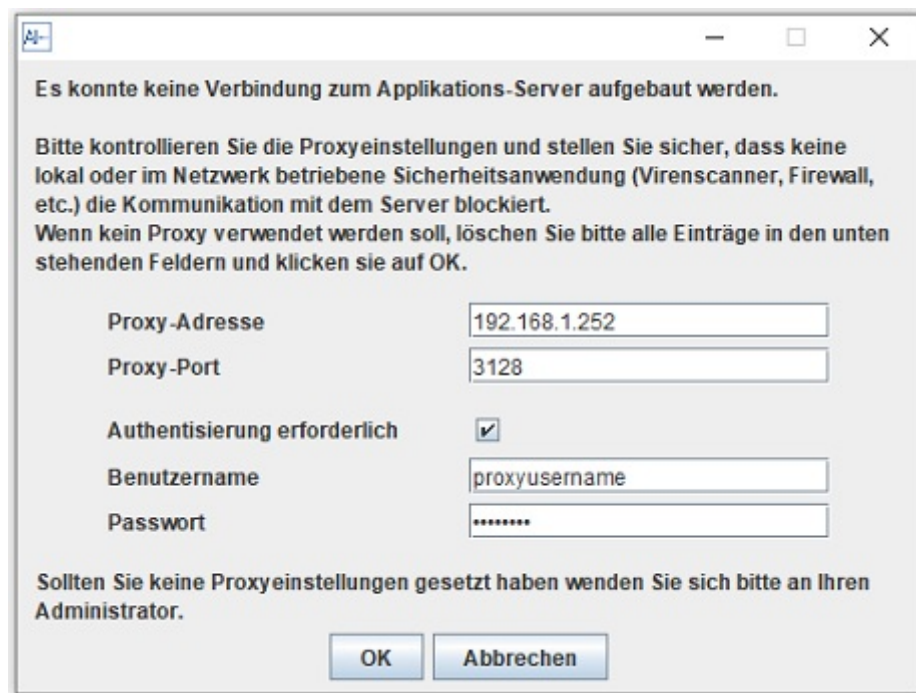 AI--
Es konnte keine Verbindung zum Applikations-Server aufgebaut werden.
Bitte kontrollieren Sie die Proxyeinstellungen und stellen Sie sicher, dass keine
lokal oder im Netzwerk betriebene Sicherheitsanwendung (Virenscanner, Firewall,
etc.) die Kommunikation mit dem Server blockiert.
Wenn kein Proxy verwendet werden soll, löschen Sie bitte alle Einträge in den unten
stehenden Feldern und klicken sie auf OK.
Proxy-Adresse 192.168.1.252
Proxy-Port 3128
Authentisierung erforderlich
Benutzername proxyusername
Passwort ••••••••
Sollten Sie keine Proxyeinstellungen gesetzt haben wenden Sie sich bitte an Ihren
Administrator.
OK Abbrechen